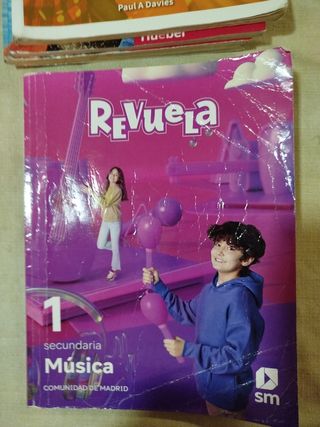 Paul A Davies
Hueber
REVUELA
1
secundaria
Música
COMUNIDAD DE MADRID
sm